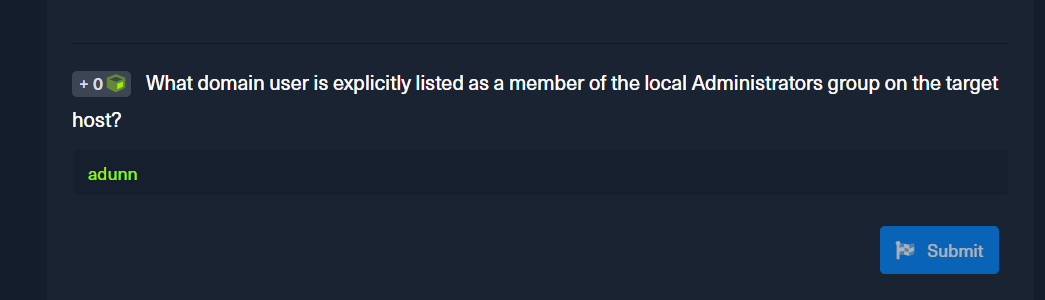 + 0 What domain user is explicitly listed as a member of the local Administrators group on the target
host?
adunn
Submit